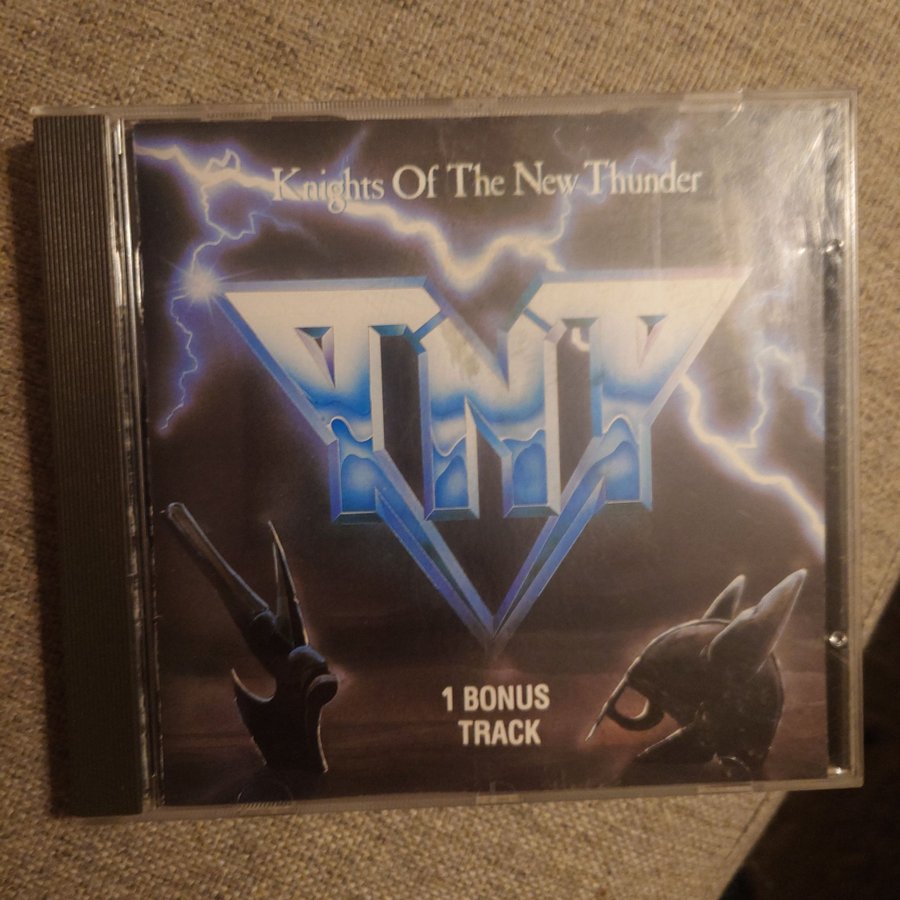 Knights Of The New Thunder
TNT
1 BONUS
TRACK